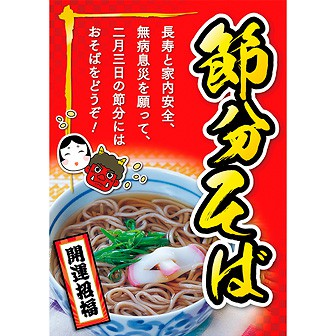 節分そば
長寿と家内安全、
無病息災を願って、
二月三日の節分には
おそばをどうぞ！
開運招福